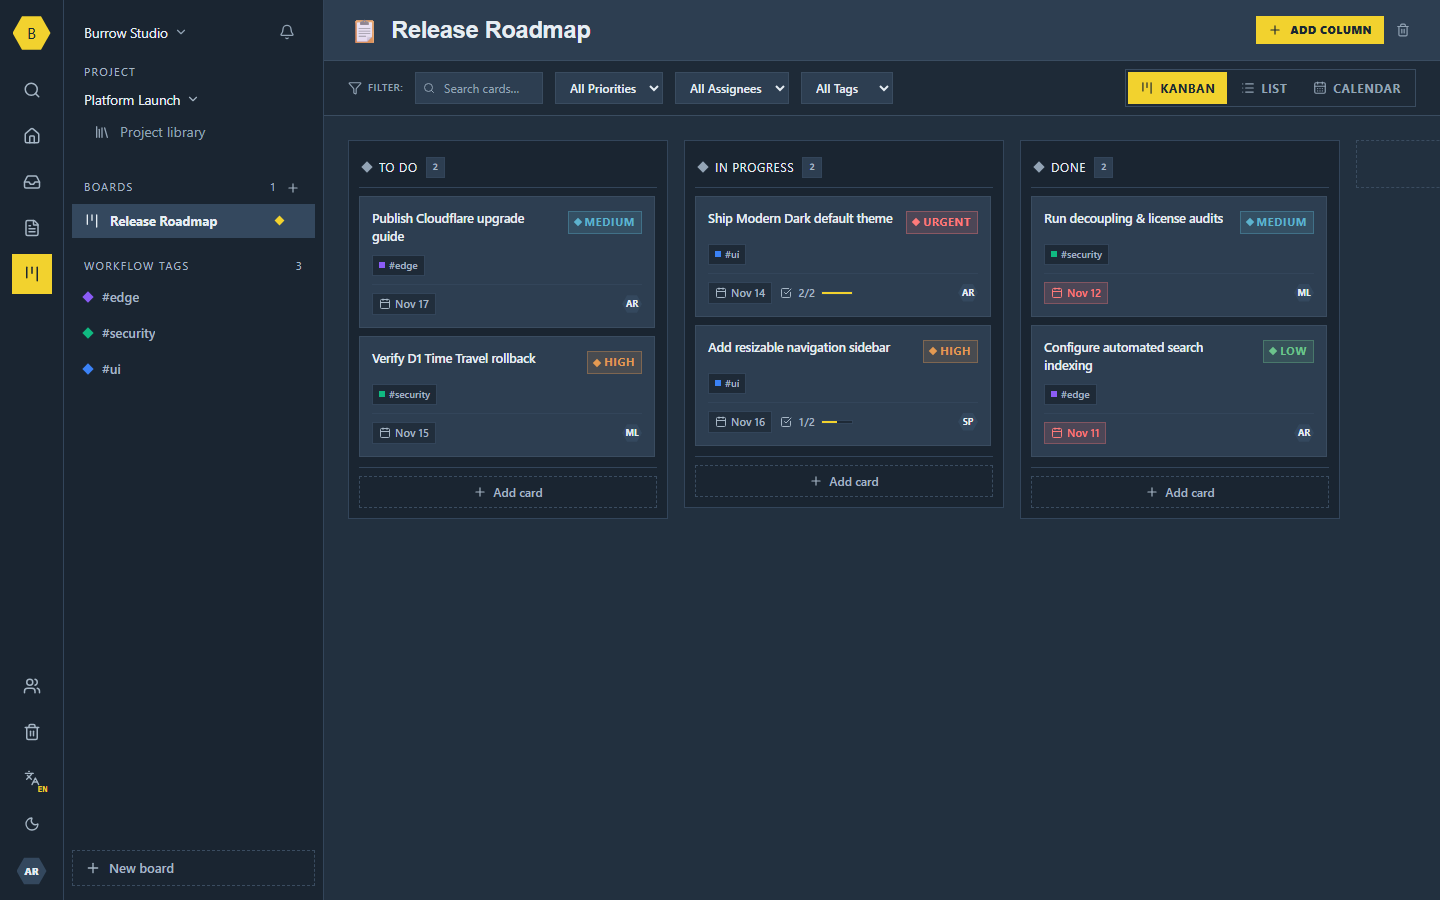 B
Burrow Studio
PROJECT
Platform Launch
Project library
BOARDS 1
Release Roadmap
WORKFLOW TAGS 3
#edge
#security
#ui
New board
EN
AR
Release Roadmap
ADD COLUMN
FILTER:
Search cards...
All Priorities
All Assignees
All Tags
KANBAN
LIST
CALENDAR
TO DO 2
Publish Cloudflare upgrade
guide
MEDIUM
#edge
Nov 17
AR
Verify D1 Time Travel rollback
HIGH
#security
Nov 15
ML
Add card
IN PROGRESS 2
Ship Modern Dark default theme
URGENT
#ui
Nov 14
2/2
AR
Add resizable navigation sidebar
HIGH
#ui
Nov 16
1/2
SP
Add card
DONE 2
Run decoupling & license audits
MEDIUM
#security
Nov 12
ML
Configure automated search
indexing
LOW
#edge
Nov 11
AR
Add card